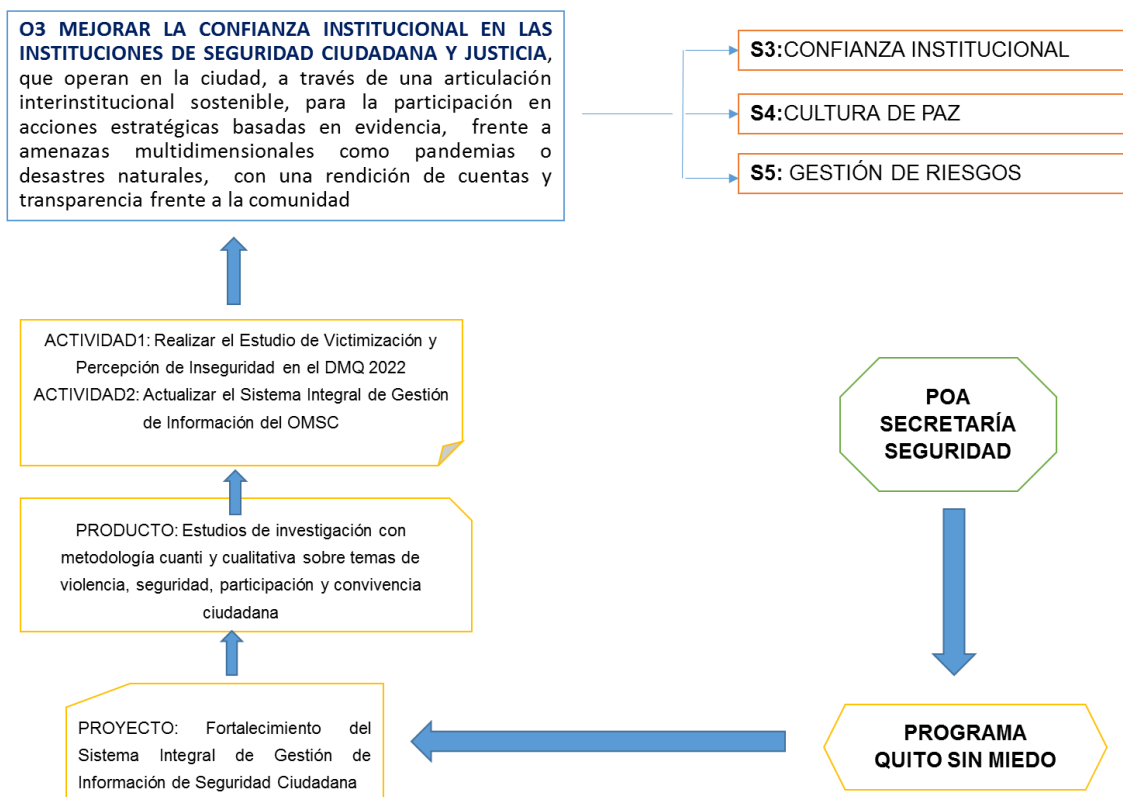 O3 MEJORAR LA CONFIANZA INSTITUCIONAL EN LAS
INSTITUCIONES DE SEGURIDAD CIUDADANA Y JUSTICIA,
que operan en la ciudad, a través de una articulación
interinstitucional sostenible, para la participación en
acciones estratégicas basadas en evidencia, frente a
amenazas multidimensionales como pandemias o
desastres naturales, con una rendición de cuentas y
transparencia frente a la comunidad
S3:CONFIANZA INSTITUCIONAL
S4:CULTURA DE PAZ
S5: GESTIÓN DE RIESGOS
ACTIVIDAD1: Realizar el Estudio de Victimización y
Percepción de Inseguridad en el DMQ 2022
ACTIVIDAD2: Actualizar el Sistema Integral de Gestión
de Información del OMSC
POA
SECRETARÍA
SEGURIDAD
PRODUCTO: Estudios de investigación con
metodología cuanti y cualitativa sobre temas de
violencia, seguridad, participación y convivencia
ciudadana
PROYECTO: Fortalecimiento del
Sistema Integral de Gestión de
Información de Seguridad Ciudadana
PROGRAMA
QUITO SIN MIEDO